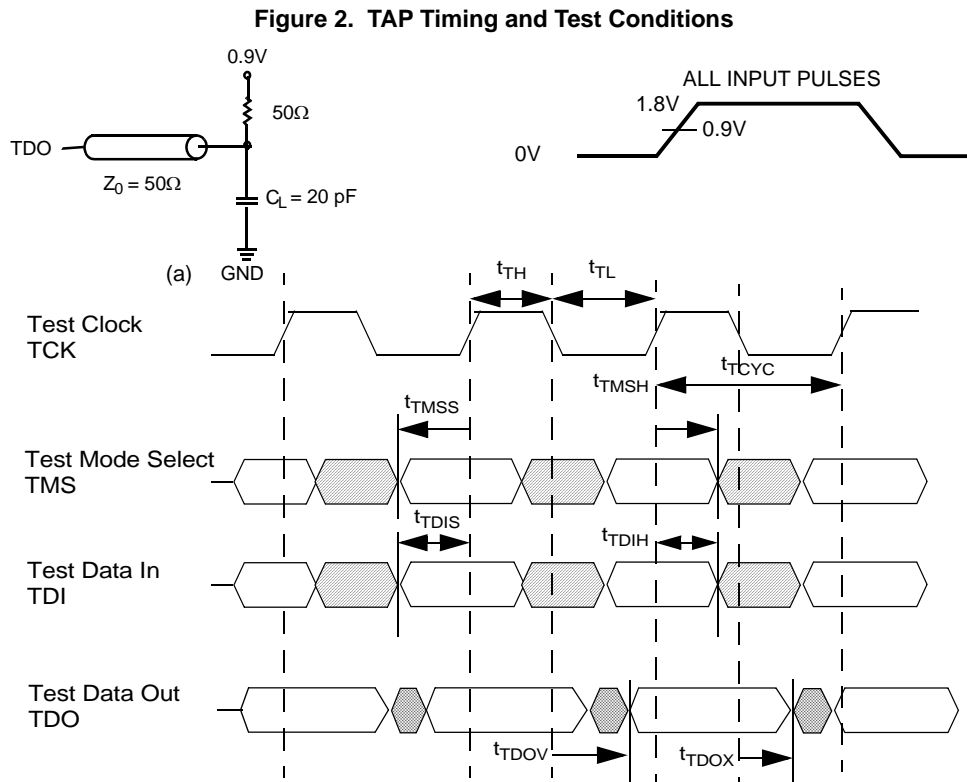 Figure 2. TAP Timing and Test Conditions
0.9V
50Ω
TDO
Z0 = 50Ω
CL = 20 pF
(a) GND
ALL INPUT PULSES
1.8V
0.9V
0V
tTH
tTL
Test Clock
TCK
tTMSH
tTCYC
tTMSS
Test Mode Select
TMS
tTDIS
tTDIH
Test Data In
TDI
Test Data Out
TDO
tTDOV
tTDOX